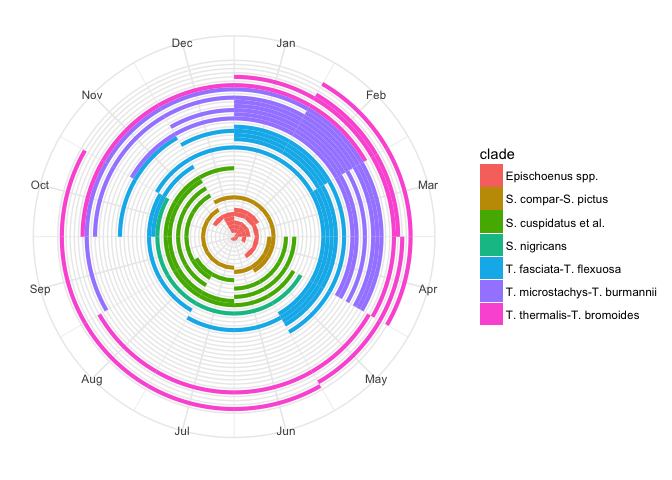 Dec
Jan
Nov
Feb
Oct
Mar
Sep
Apr
Aug
May
Jul
Jun
clade
Epischoenus spp.
S. compar-S. pictus
S. cuspidatus et al.
S. nigricans
T. fasciata-T. flexuosa
T. microstachys-T. burmannii
T. thermalis-T. bromoides